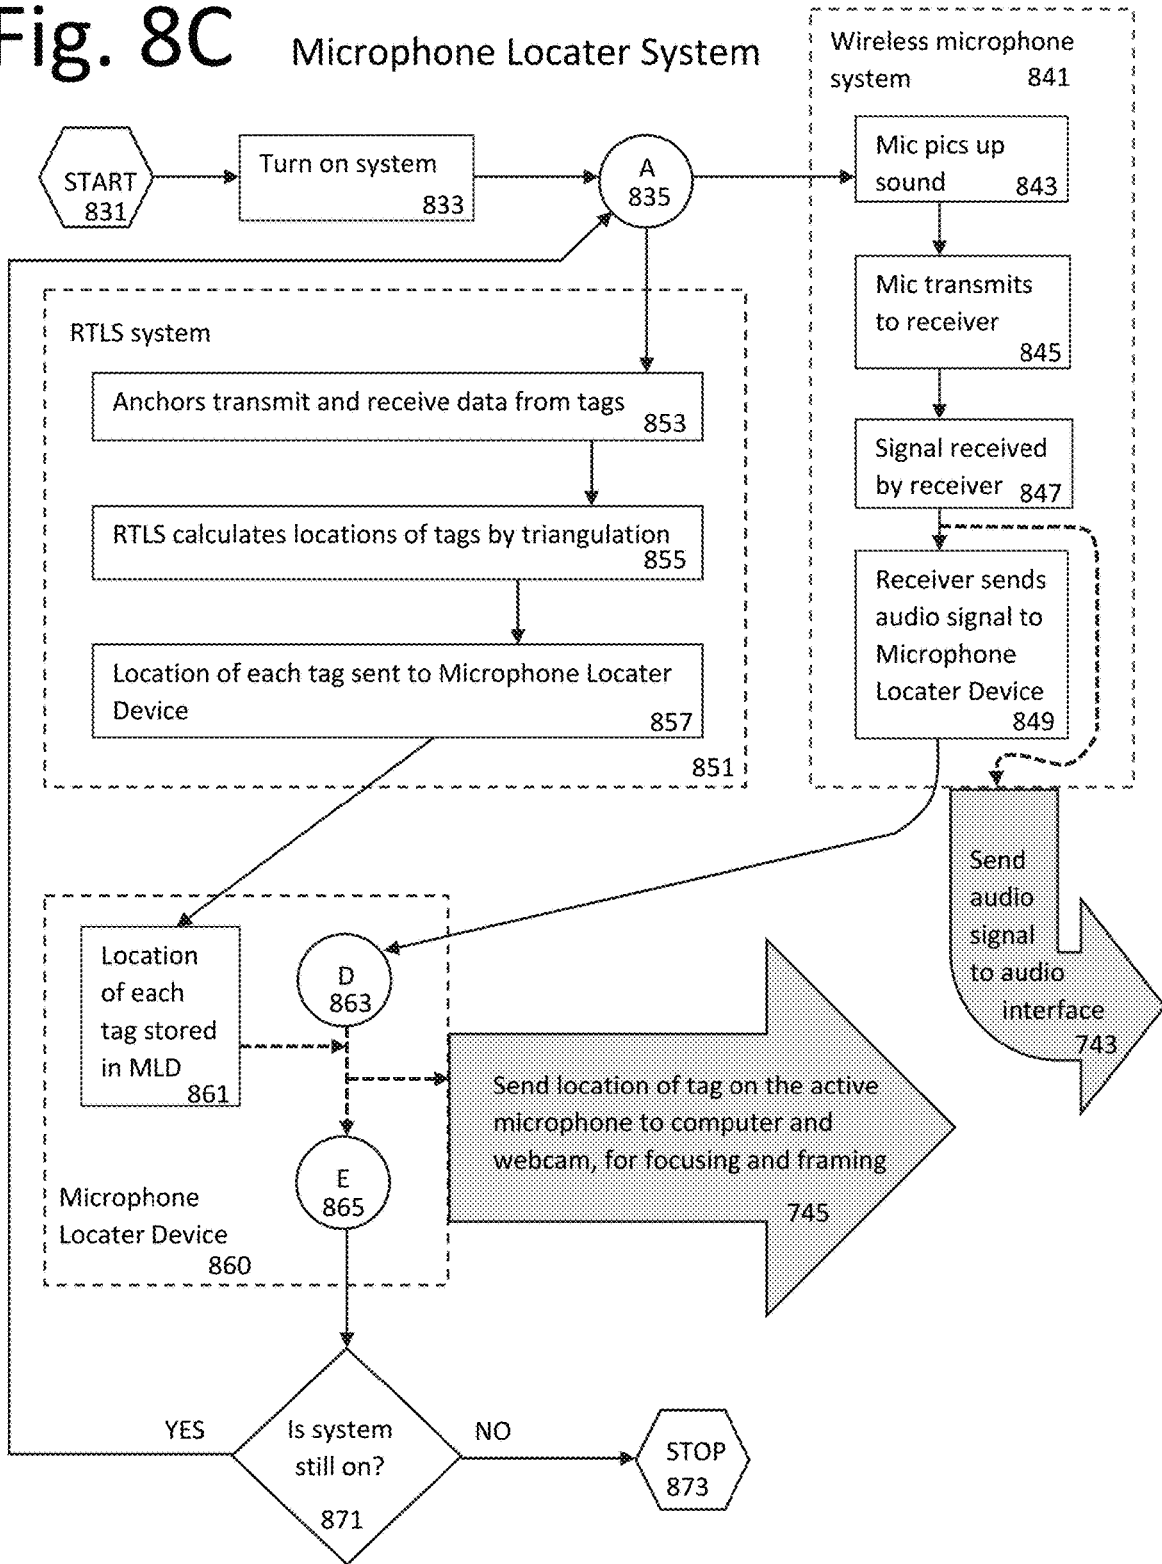 Fig. 8C
Microphone Locater System
START
831
Turn on system
833
A
835
Wireless microphone
system
841
Mic pics up
sound
843
Mic transmits
to receiver
845
Signal received
by receiver
847
Receiver sends
audio signal to
Microphone
Locater Device
849
RTLS system
Anchors transmit and receive data from tags
853
RTLS calculates locations of tags by triangulation
855
Location of each tag sent to Microphone Locater
Device
857
851
Send
audio
signal
to audio
interface
743
Location
of each
tag stored
in MLD
861
D
863
E
865
Microphone
Locater Device
860
Send location of tag on the active
microphone to computer and
webcam, for focusing and framing
745
YES
Is system
still on?
871
NO
STOP
873